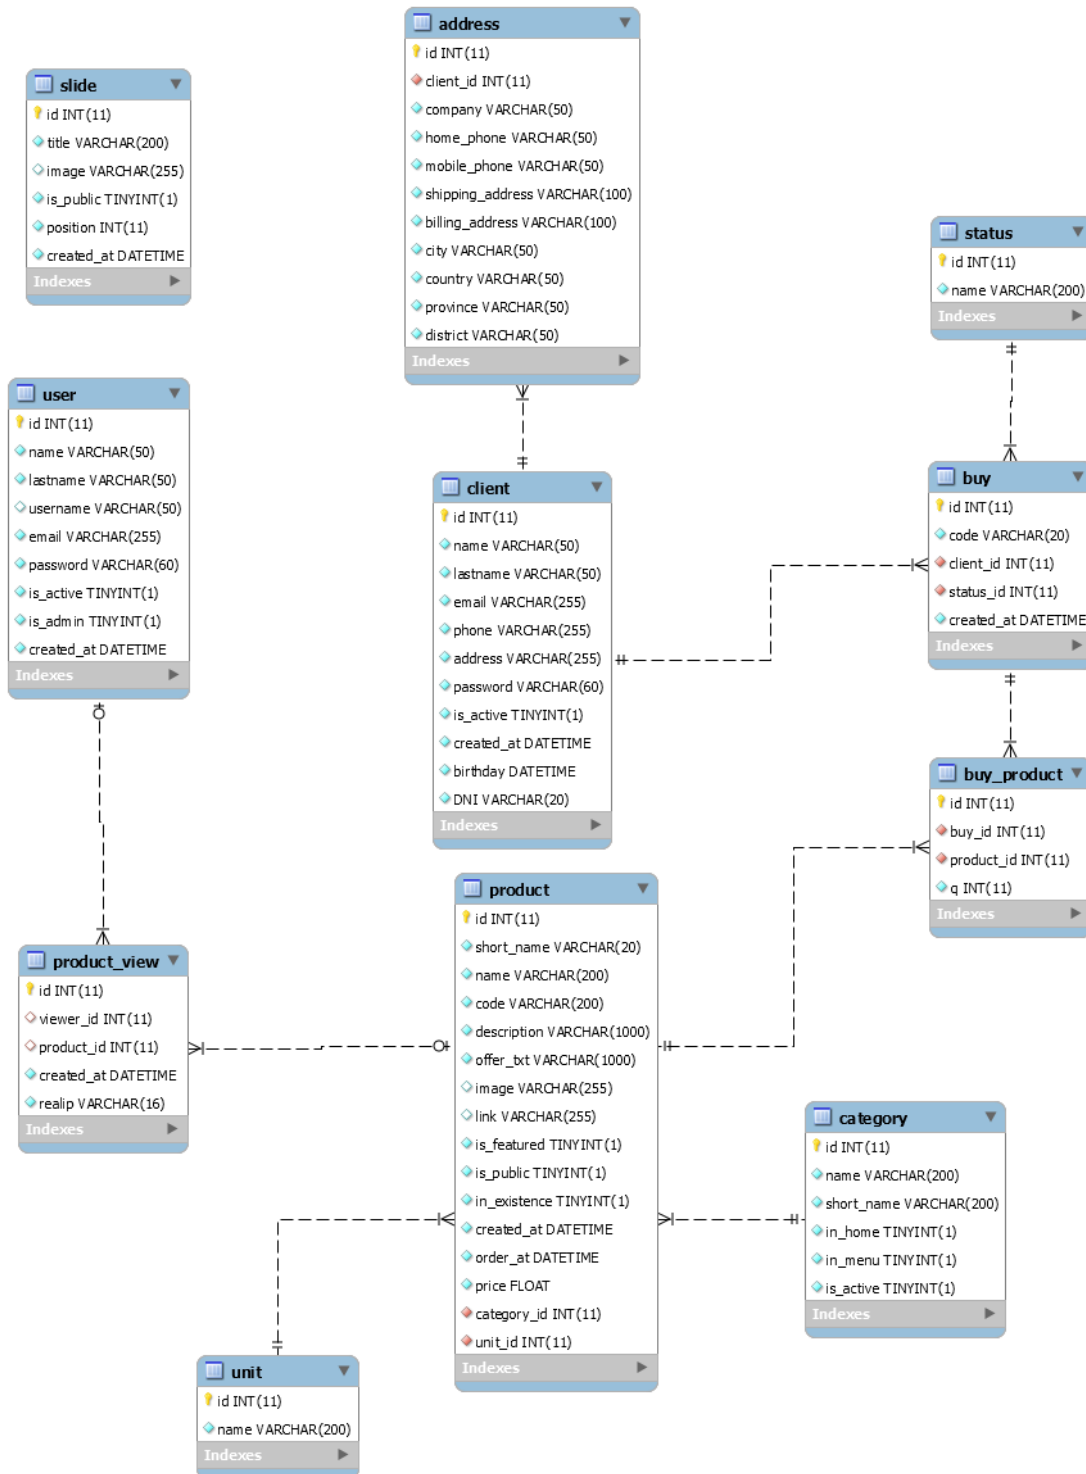 address
id INT(11)
client_id INT(11)
company VARCHAR(50)
home_phone VARCHAR(50)
mobile_phone VARCHAR(50)
shipping_address VARCHAR(100)
billing_address VARCHAR(100)
city VARCHAR(50)
country VARCHAR(50)
province VARCHAR(50)
district VARCHAR(50)
Indexes
slide
id INT(11)
title VARCHAR(200)
image VARCHAR(255)
is_public TINYINT(1)
position INT(11)
created_at DATETIME
Indexes
status
id INT(11)
name VARCHAR(200)
Indexes
user
id INT(11)
name VARCHAR(50)
lastname VARCHAR(50)
username VARCHAR(50)
email VARCHAR(255)
password VARCHAR(60)
is_active TINYINT(1)
is_admin TINYINT(1)
created_at DATETIME
Indexes
client
id INT(11)
name VARCHAR(50)
lastname VARCHAR(50)
email VARCHAR(255)
phone VARCHAR(255)
address VARCHAR(255)
password VARCHAR(60)
is_active TINYINT(1)
created_at DATETIME
birthday DATETIME
DNI VARCHAR(20)
Indexes
buy
id INT(11)
code VARCHAR(20)
client_id INT(11)
status_id INT(11)
created_at DATETIME
Indexes
buy_product
id INT(11)
buy_id INT(11)
product_id INT(11)
q INT(11)
Indexes
product_view
id INT(11)
viewer_id INT(11)
product_id INT(11)
created_at DATETIME
realip VARCHAR(16)
Indexes
product
id INT(11)
short_name VARCHAR(20)
name VARCHAR(200)
code VARCHAR(200)
description VARCHAR(1000)
offer_txt VARCHAR(1000)
image VARCHAR(255)
link VARCHAR(255)
is_featured TINYINT(1)
is_public TINYINT(1)
in_existence TINYINT(1)
created_at DATETIME
order_at DATETIME
price FLOAT
category_id INT(11)
unit_id INT(11)
Indexes
category
id INT(11)
name VARCHAR(200)
short_name VARCHAR(200)
in_home TINYINT(1)
in_menu TINYINT(1)
is_active TINYINT(1)
Indexes
unit
id INT(11)
name VARCHAR(200)
Indexes